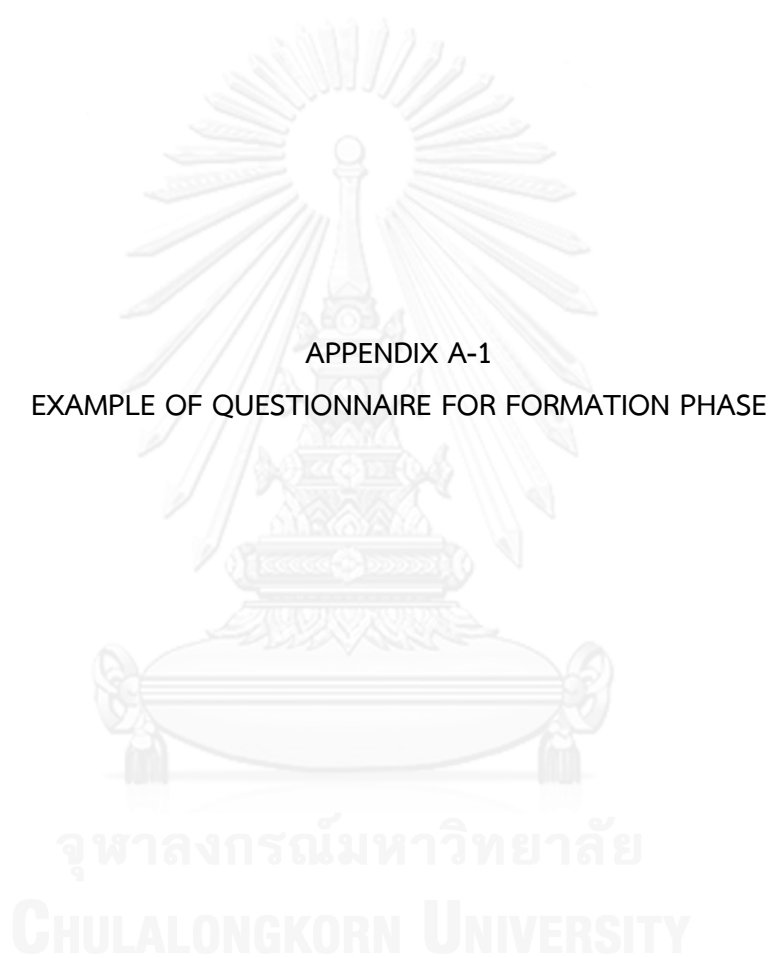 APPENDIX A-1
EXAMPLE OF QUESTIONNAIRE FOR FORMATION PHASE
จุฬาลงกรณ์มหาวิทยาลัย
CHULALONGKORN UNIVERSITY